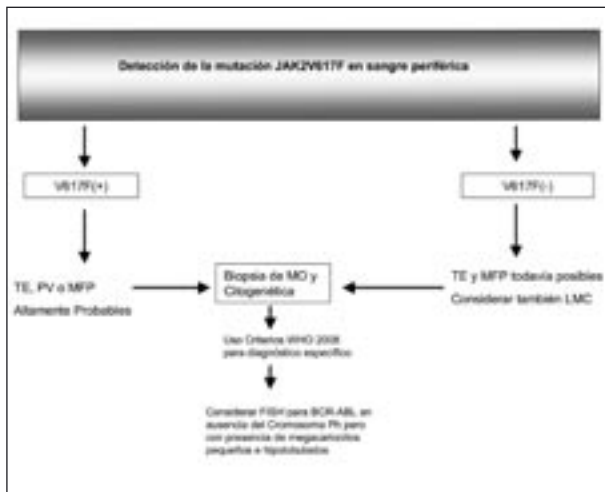 Detección de la mutación JAK2V617F en sangre periférica
V617F(+)
V617F(-)
TE, PV o MFP
Altamente Probables
Biopsia de MO y
Citogenética
TE y MFP todavía posibles
Considerar también LMC
Uso Criterios WHO 2008
para diagnóstico específico
Considerar FISH para BCR-ABL en
ausencia del Cromosoma Ph pero
con presencia de megacariocitos
pequeños e hipolobulados